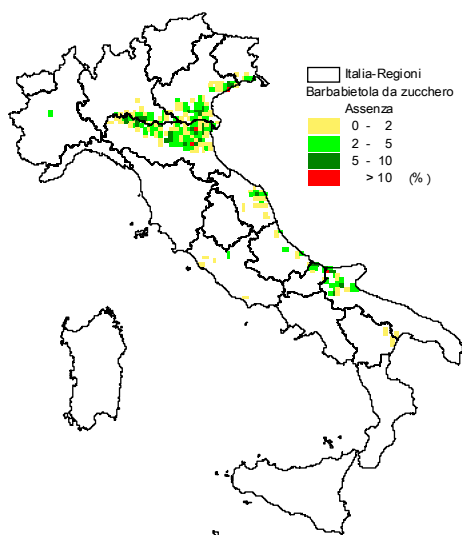 Italia-Regioni
Barbabietola da zucchero
Assenza
0 - 2
2 - 5
5 - 10
> 10 (%)